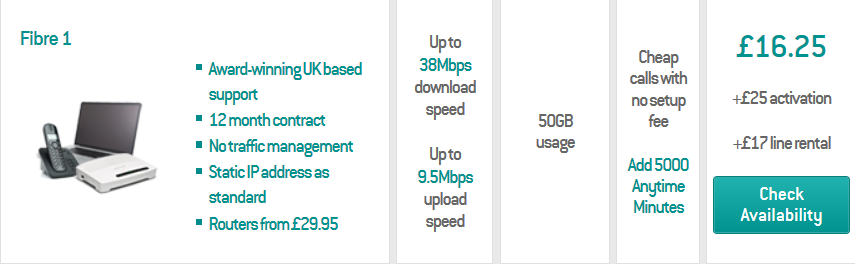 Fibre 1
Award-winning UK based
support
12 month contract
No traffic management
Static IP address as
standard
Routers from £29.95
Up to
38Mbps
download
speed
Up to
9.5Mbps
upload
speed
50GB
usage
Cheap
calls with
no setup
fee
Add 5000
Anytime
Minutes
£16.25
+£25 activation
+£17 line rental
Check
Availability